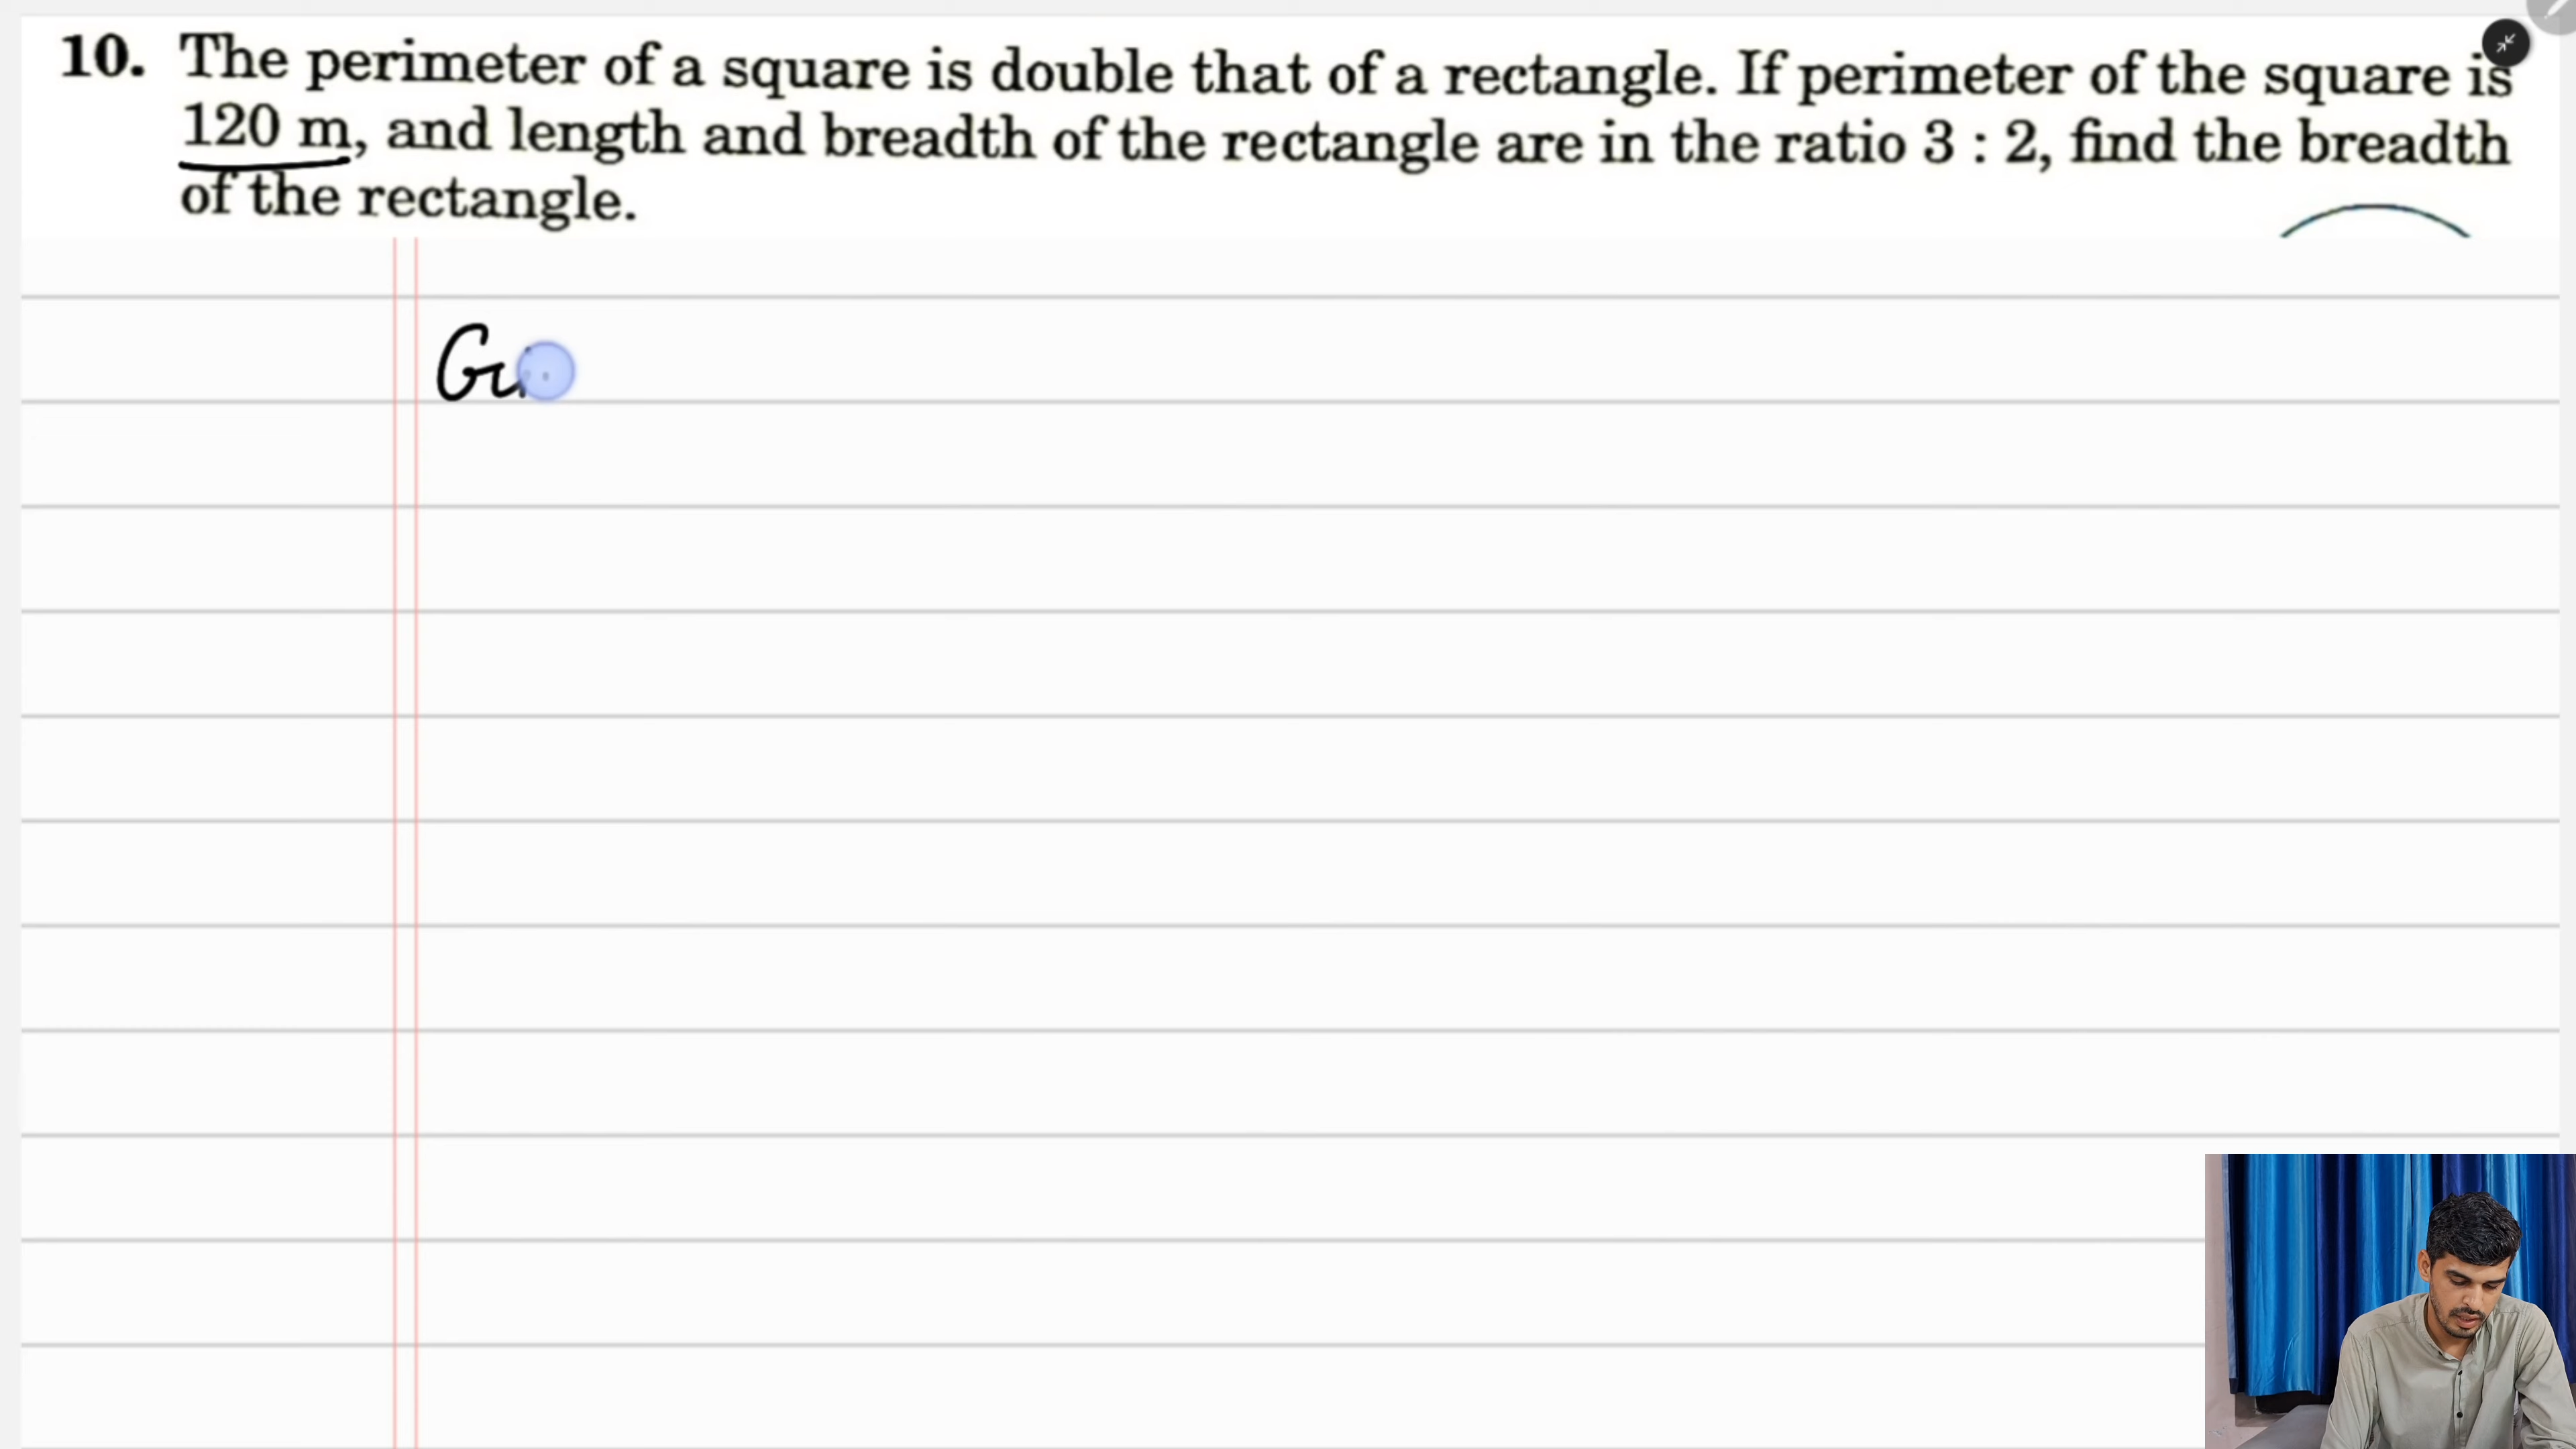 10. The perimeter of a square is double that of a rectangle. If perimeter of the square is
120 m, and length and breadth of the rectangle are in the ratio 3 : 2, find the breadth
of the rectangle.